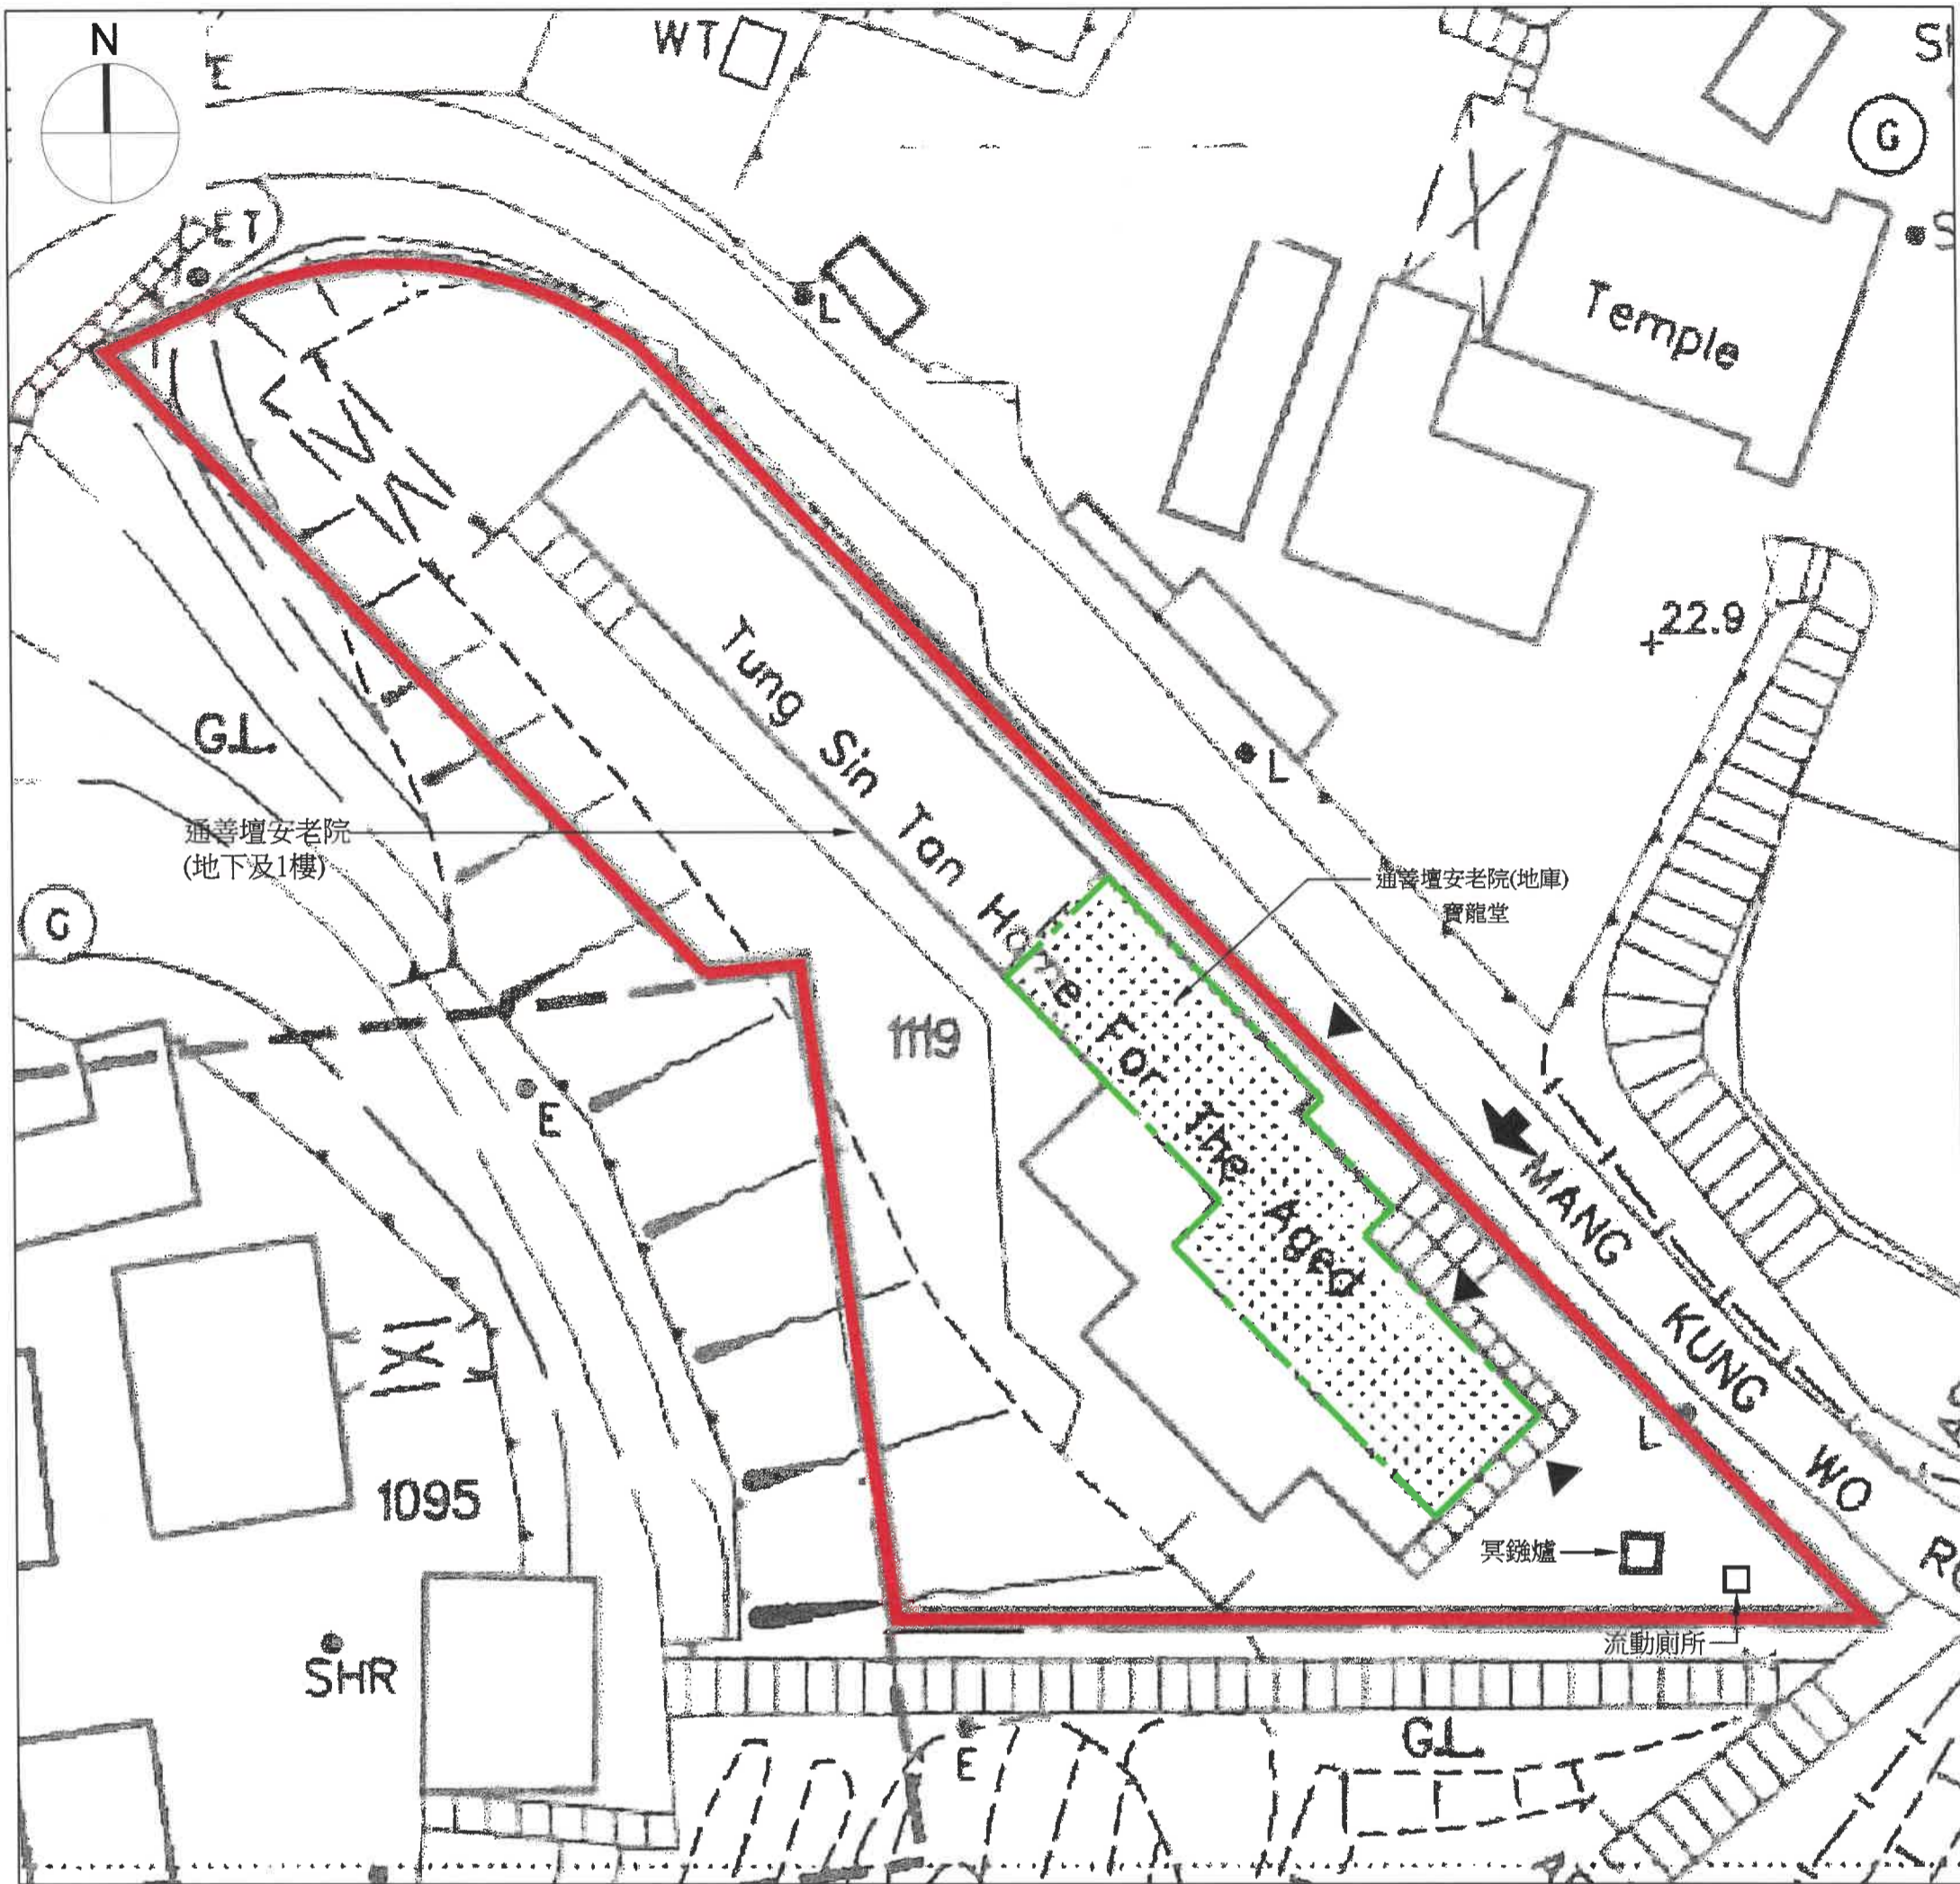 N
E
WT
G
CET
L
Temple
22.9
Tung Sin Tan Home For The Aged
G.L.
L
通善壇安老院
(地下及1樓)
通善壇安老院(地庫)
寶龍堂
G
1119
E
MANG KUNG WO
L
1095
冥鏹爐
流動廁所
SHR
E
G.L.